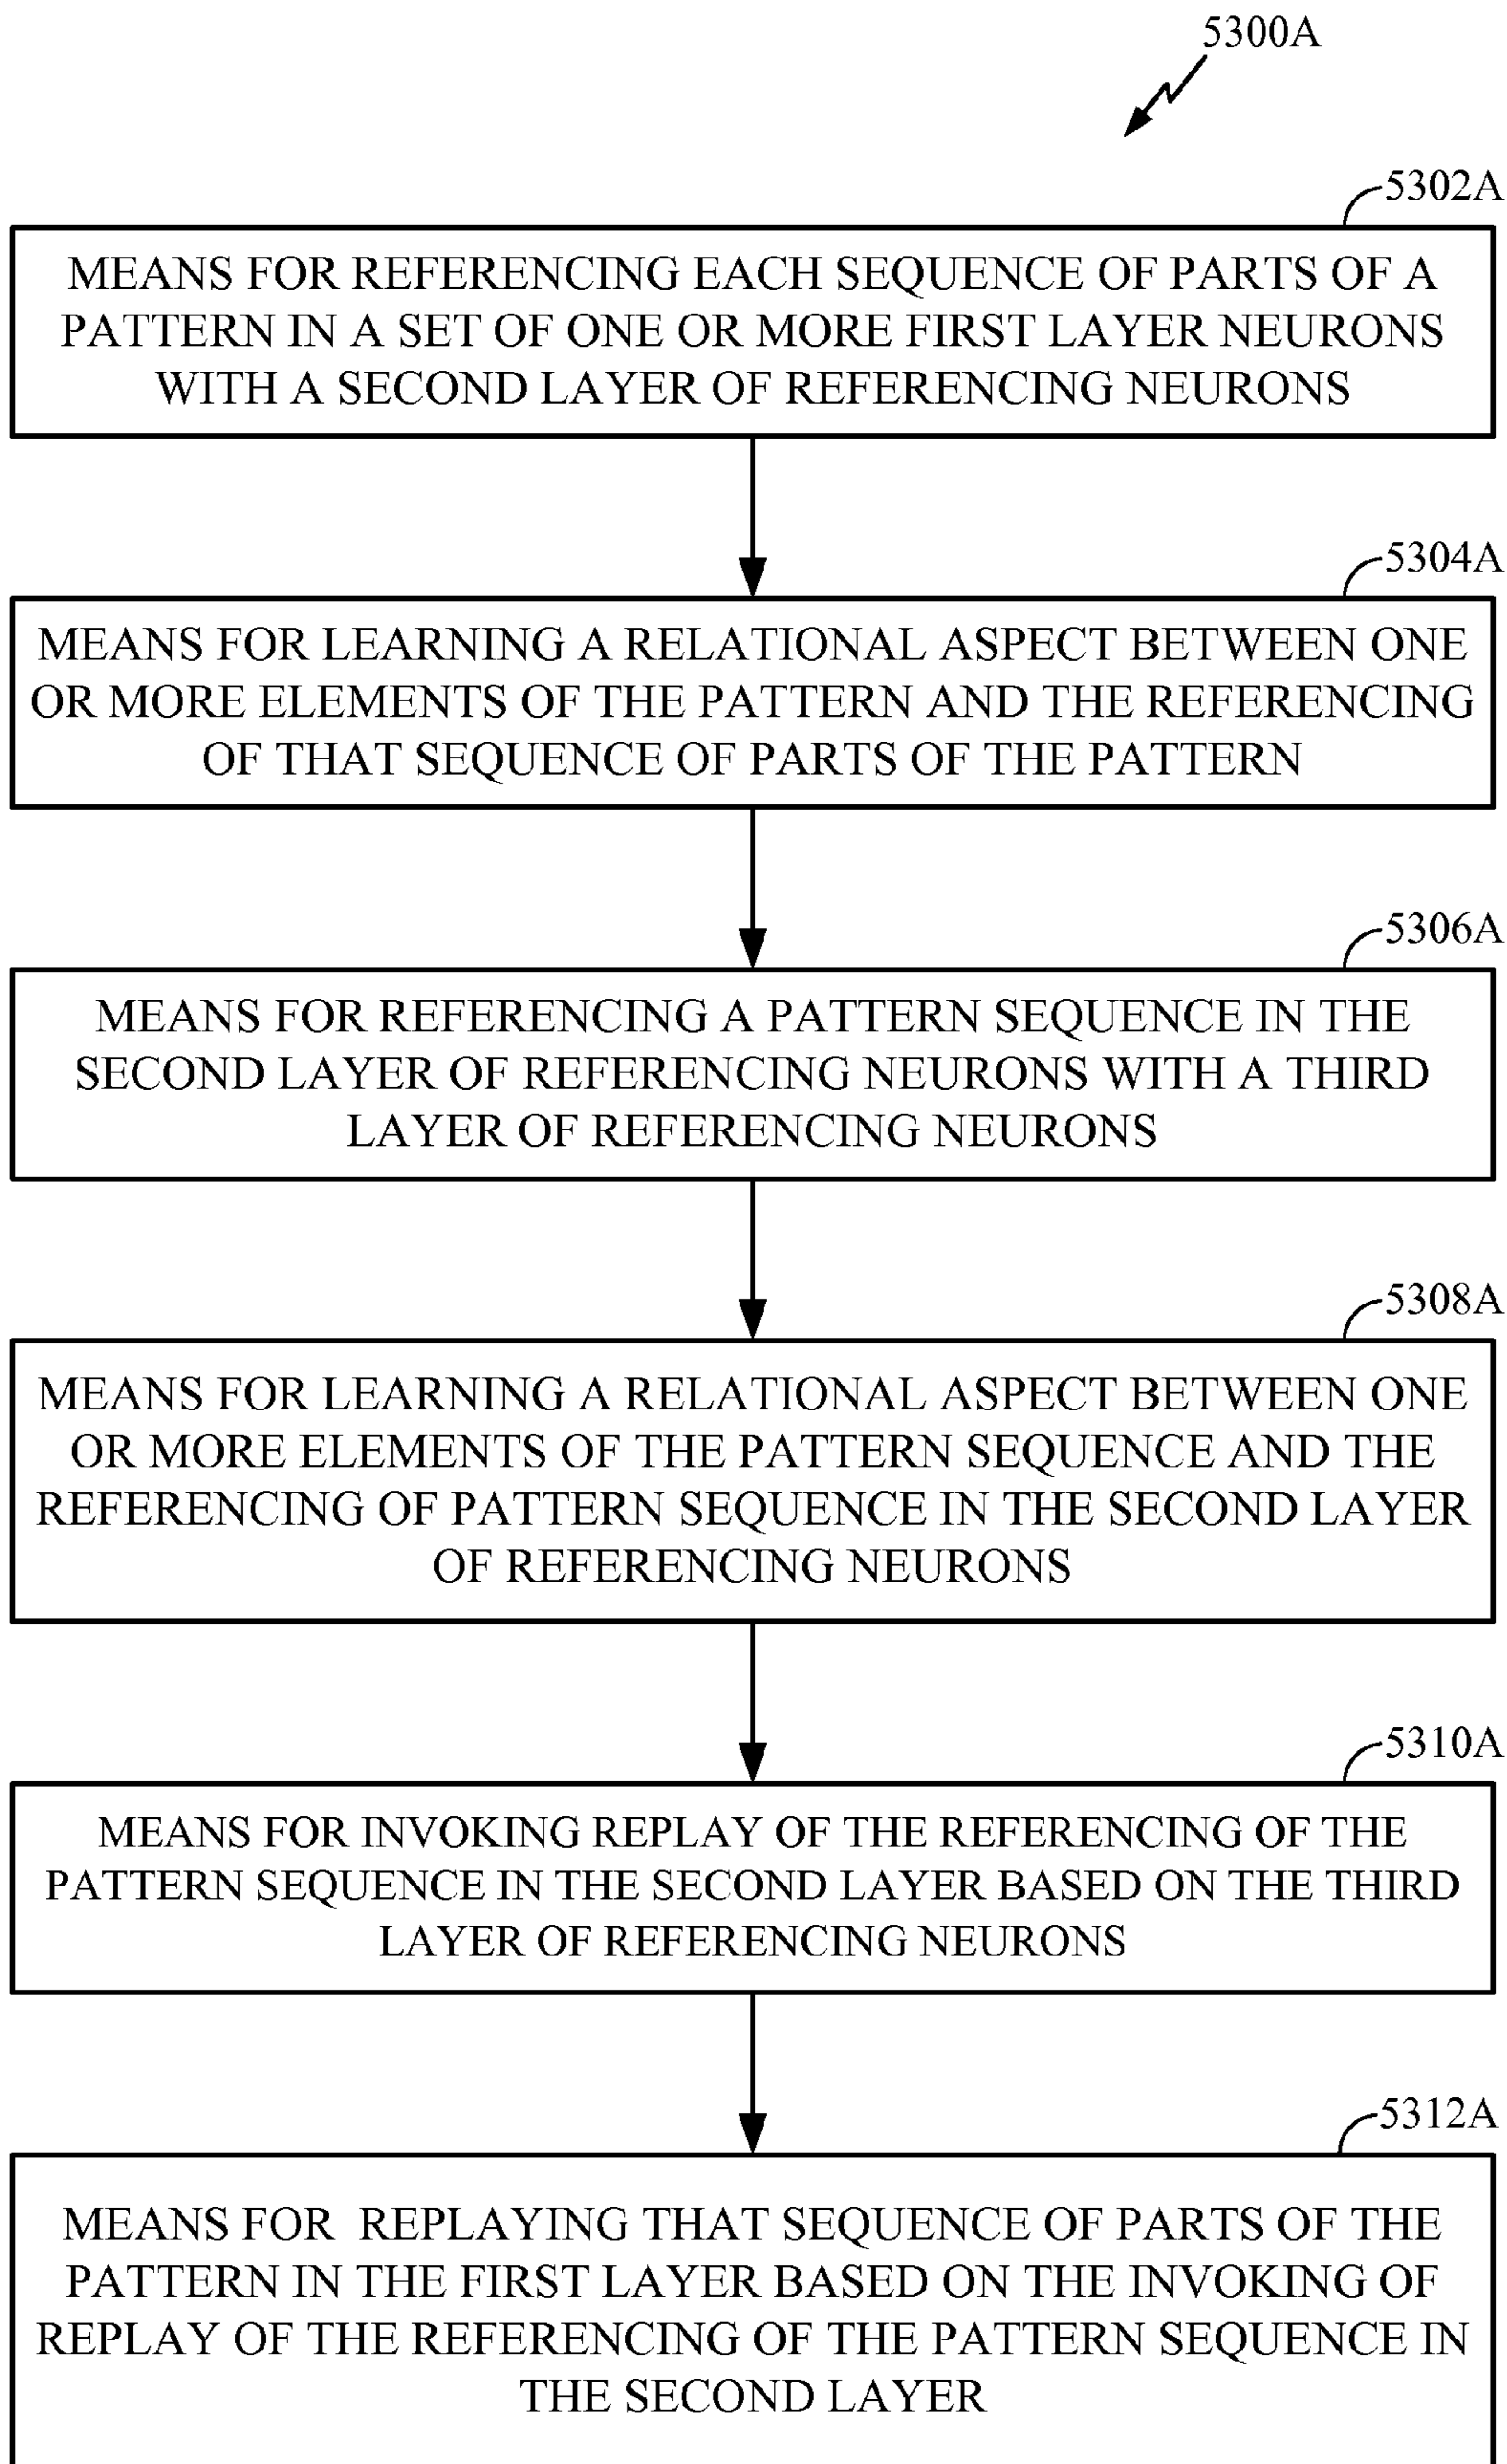 5300A
5302A
MEANS FOR REFERENCING EACH SEQUENCE OF PARTS OF A
PATTERN IN A SET OF ONE OR MORE FIRST LAYER NEURONS
WITH A SECOND LAYER OF REFERENCING NEURONS
5304A
MEANS FOR LEARNING A RELATIONAL ASPECT BETWEEN ONE
OR MORE ELEMENTS OF THE PATTERN AND THE REFERENCING
OF THAT SEQUENCE OF PARTS OF THE PATTERN
5306A
MEANS FOR REFERENCING A PATTERN SEQUENCE IN THE
SECOND LAYER OF REFERENCING NEURONS WITH A THIRD
LAYER OF REFERENCING NEURONS
5308A
MEANS FOR LEARNING A RELATIONAL ASPECT BETWEEN ONE
OR MORE ELEMENTS OF THE PATTERN SEQUENCE AND THE
REFERENCING OF PATTERN SEQUENCE IN THE SECOND LAYER
OF REFERENCING NEURONS
5310A
MEANS FOR INVOKING REPLAY OF THE REFERENCING OF THE
PATTERN SEQUENCE IN THE SECOND LAYER BASED ON THE THIRD
LAYER OF REFERENCING NEURONS
5312A
MEANS FOR REPLAYING THAT SEQUENCE OF PARTS OF THE
PATTERN IN THE FIRST LAYER BASED ON THE INVOKING OF
REPLAY OF THE REFERENCING OF THE PATTERN SEQUENCE IN
THE SECOND LAYER